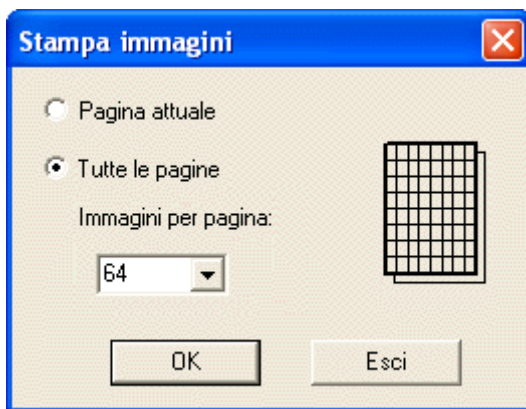 Stampa immagini
Pagina attuale
Tutte le pagine
Immagini per pagina:
64
OK
Esci